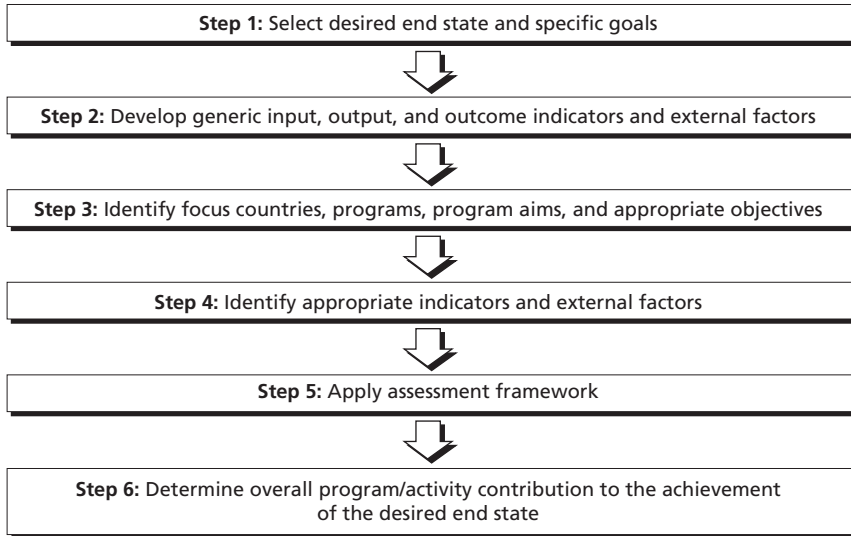 Step 1: Select desired end state and specific goals
Step 2: Develop generic input, output, and outcome indicators and external factors
Step 3: Identify focus countries, programs, program aims, and appropriate objectives
Step 4: Identify appropriate indicators and external factors
Step 5: Apply assessment framework
Step 6: Determine overall program/activity contribution to the achievement
of the desired end state